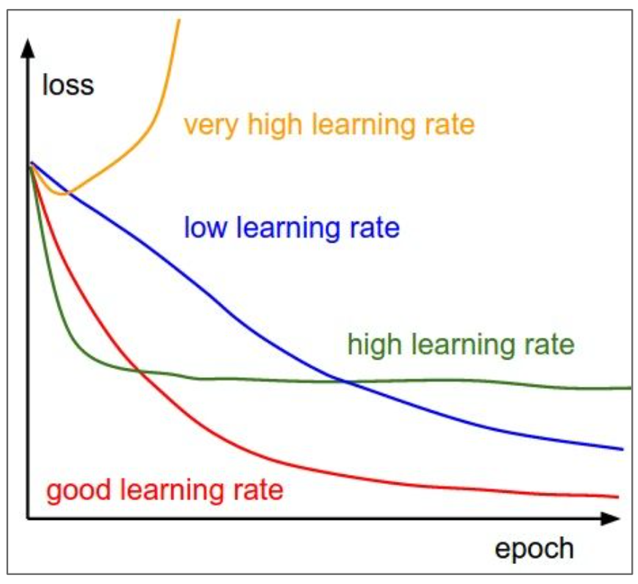 loss
very high learning rate
low learning rate
high learning rate
good learning rate
epoch